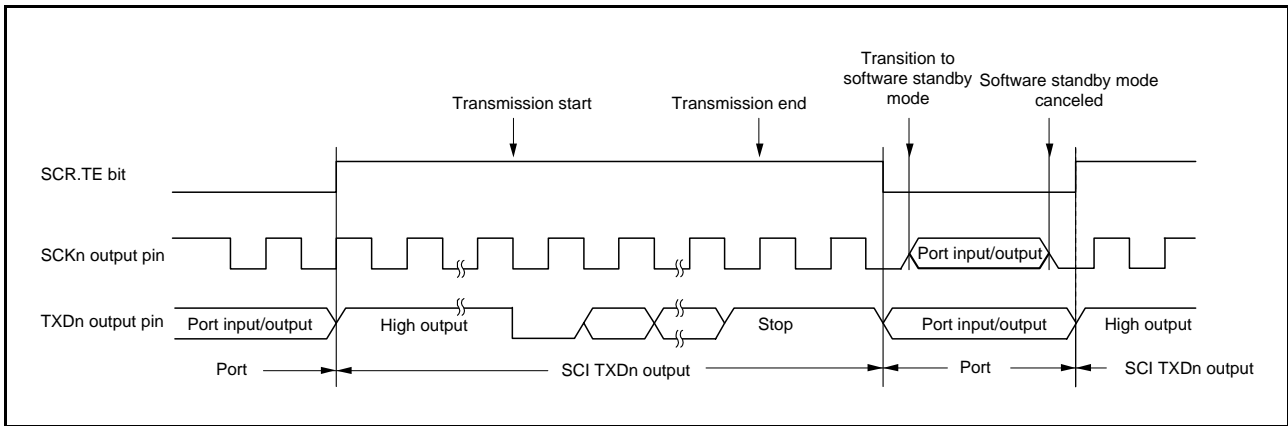 Transition to
software standby
mode
Software standby mode
canceled
Transmission start
Transmission end
SCR.TE bit
SCKn output pin
Port input/output
TXDn output pin
Port input/output
High output
Stop
Port input/output
High output
Port
SCI TXDn output
Port
SCI TXDn output